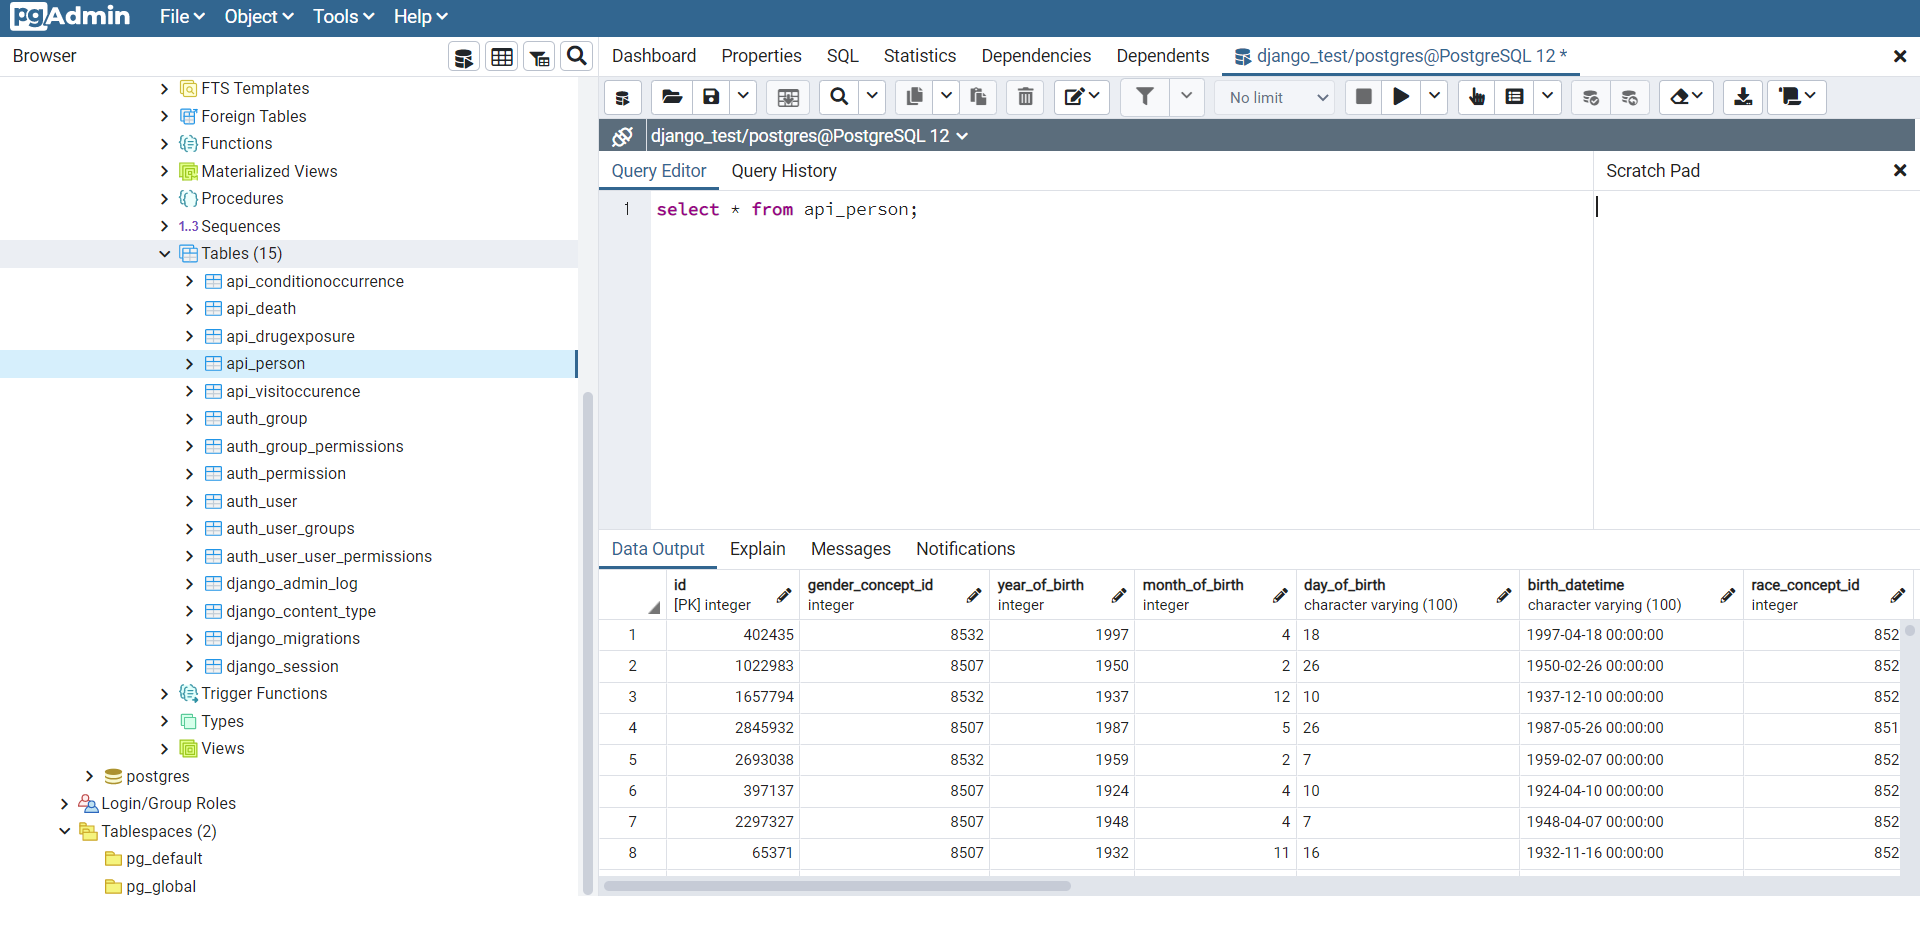 pgAdmin File Object Tools Help
Browser
Dashboard Properties SQL Statistics Dependencies Dependents django_test/postgres@PostgreSQL 12 *
No limit
django_test/postgres@PostgreSQL 12
Query Editor Query History
Scratch Pad
1 select * from api_person;
FTS Templates
Foreign Tables
Functions
Materialized Views
Procedures
1..3 Sequences
Tables (15)
api_conditionoccurrence
api_death
api_drugexposure
api_person
api_visitoccurence
auth_group
auth_group_permissions
auth_permission
auth_user
auth_user_groups
auth_user_user_permissions
django_admin_log
django_content_type
django_migrations
django_session
Trigger Functions
Types
Views
postgres
Login/Group Roles
Tablespaces (2)
pg_default
pg_global
Data Output Explain Messages Notifications
id gender_concept_id year_of_birth month_of_birth day_of_birth birth_datetime race_concept_id
[PK] integer integer integer integer character varying (100) character varying (100) integer
1 402435 8532 1997 4 18 1997-04-18 00:00:00 852
2 1022983 8507 1950 2 26 1950-02-26 00:00:00 852
3 1657794 8532 1937 12 10 1937-12-10 00:00:00 852
4 2845932 8507 1987 5 26 1987-05-26 00:00:00 851
5 2693038 8532 1959 2 7 1959-02-07 00:00:00 852
6 397137 8507 1924 4 10 1924-04-10 00:00:00 852
7 2297327 8507 1948 4 7 1948-04-07 00:00:00 852
8 65371 8507 1932 11 16 1932-11-16 00:00:00 852